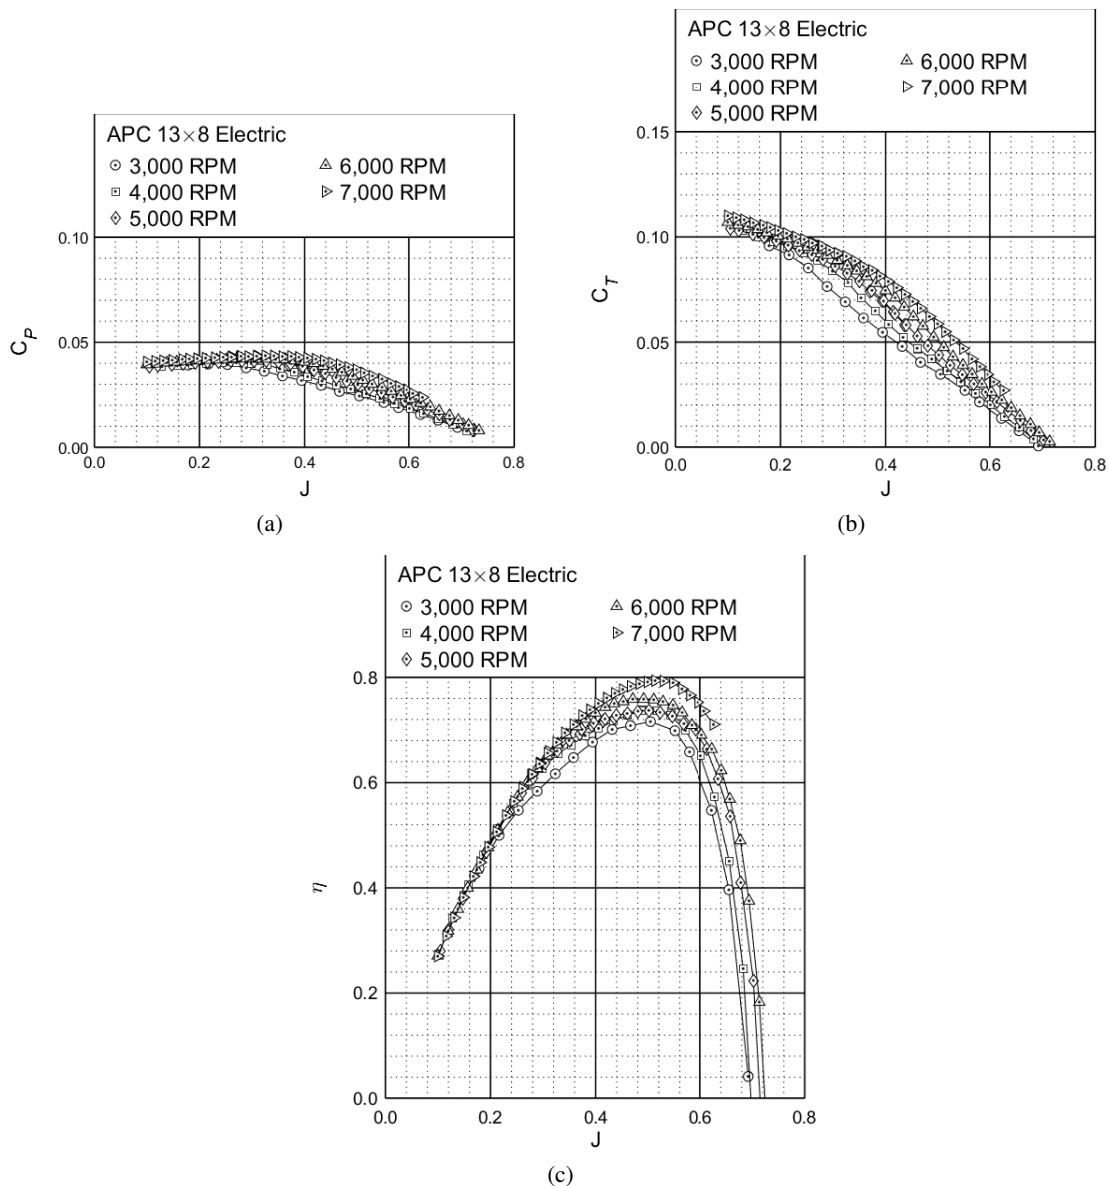 APC 13×8 Electric
3,000 RPM
4,000 RPM
5,000 RPM
6,000 RPM
7,000 RPM
0.10
0.05
0.00
C_P
0.0 0.2 0.4 0.6 0.8
J
(a)
APC 13×8 Electric
3,000 RPM
4,000 RPM
5,000 RPM
6,000 RPM
7,000 RPM
0.15
0.10
0.05
0.00
C_T
0.0 0.2 0.4 0.6 0.8
J
(b)
APC 13×8 Electric
3,000 RPM
4,000 RPM
5,000 RPM
6,000 RPM
7,000 RPM
0.8
0.6
0.4
0.2
0.0
η
0.0 0.2 0.4 0.6 0.8
J
(c)